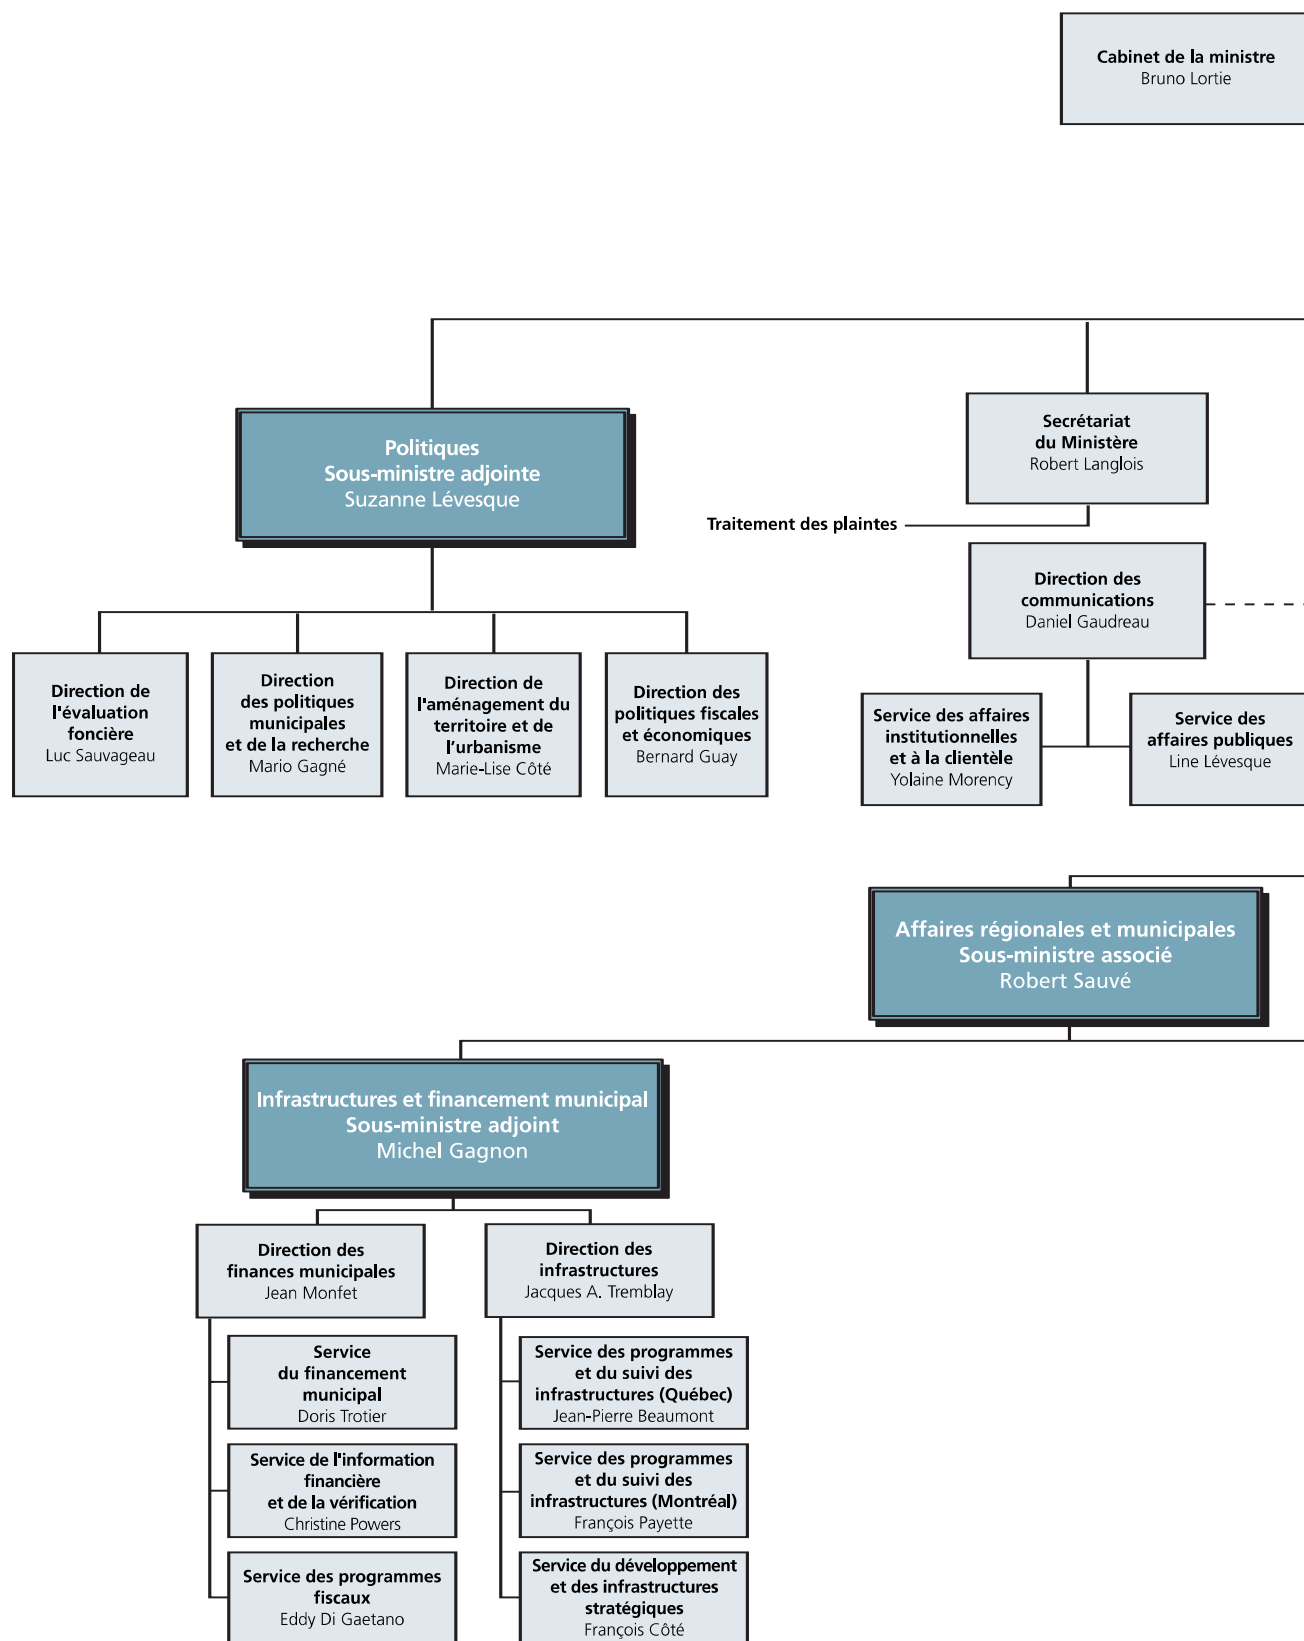 Cabinet de la ministre
Bruno Lortie
Politiques
Sous-ministre adjointe
Suzanne Lévesque
Secrétariat
du Ministère
Robert Langlois
Traitement des plaintes
Direction des
communications
Daniel Gaudreau
Direction de
l'évaluation
foncière
Luc Sauvageau
Direction
des politiques
municipales
et de la recherche
Mario Gagné
Direction de
l'aménagement du
territoire et de
l’urbanisme
Marie-Lise Côté
Direction des
politiques fiscales
et économiques
Bernard Guay
Service des affaires
institutionnelles
et à la clientèle
Yolaine Morency
Service des
affaires publiques
Line Lévesque
Affaires régionales et municipales
Sous-ministre associé
Robert Sauvé
Infrastructures et financement municipal
Sous-ministre adjoint
Michel Gagnon
Direction des
finances municipales
Jean Monfet
Direction des
infrastructures
Jacques A. Tremblay
Service
du financement
municipal
Doris Trotier
Service des programmes
et du suivi des
infrastructures (Québec)
Jean-Pierre Beaumont
Service de l'information
financière
et de la vérification
Christine Powers
Service des programmes
et du suivi des
infrastructures (Montréal)
François Payette
Service des programmes
fiscaux
Eddy Di Gaetano
Service du développement
et des infrastructures
stratégiques
François Côté